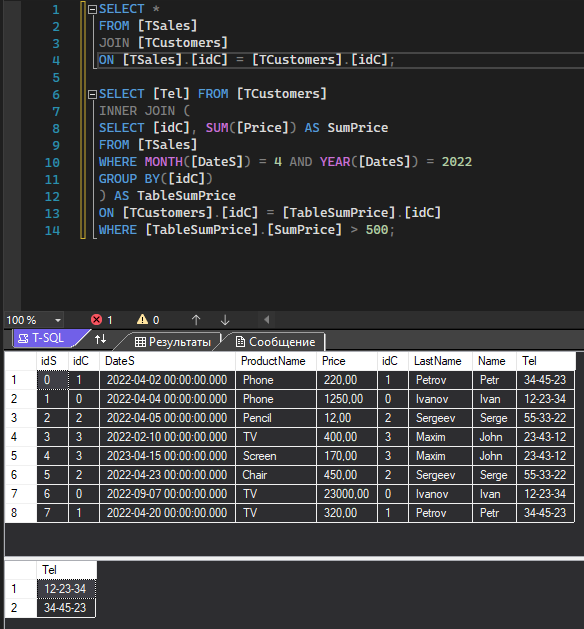 1 SELECT *
2 FROM [TSales]
3 JOIN [TCustomers]
4 ON [TSales].[idC] = [TCustomers].[idC];
5
6 SELECT [Tel] FROM [TCustomers]
7 INNER JOIN (
8 SELECT [idC], SUM([Price]) AS SumPrice
9 FROM [TSales]
10 WHERE MONTH([DateS]) = 4 AND YEAR([DateS]) = 2022
11 GROUP BY([idC])
12 ) AS TableSumPrice
13 ON [TCustomers].[idC] = [TableSumPrice].[idC]
14 WHERE [TableSumPrice].[SumPrice] > 500;
100 % 1 0
T-SQL Результаты Сообщение
idS idC DateS ProductName Price idC LastName Name Tel
1 0 1 2022-04-02 00:00:00.000 Phone 220,00 1 Petrov Petr 34-45-23
2 1 0 2022-04-04 00:00:00.000 Phone 1250,00 0 Ivanov Ivan 12-23-34
3 2 2 2022-04-05 00:00:00.000 Pencil 12,00 2 Sergeev Serge 55-33-22
4 3 3 2022-02-10 00:00:00.000 TV 400,00 3 Maxim John 23-43-12
5 4 3 2023-04-15 00:00:00.000 Screen 170,00 3 Maxim John 23-43-12
6 5 2 2022-04-23 00:00:00.000 Chair 450,00 2 Sergeev Serge 55-33-22
7 6 0 2022-09-07 00:00:00.000 TV 23000,00 0 Ivanov Ivan 12-23-34
8 7 1 2022-04-20 00:00:00.000 TV 320,00 1 Petrov Petr 34-45-23
Tel
1 12-23-34
2 34-45-23